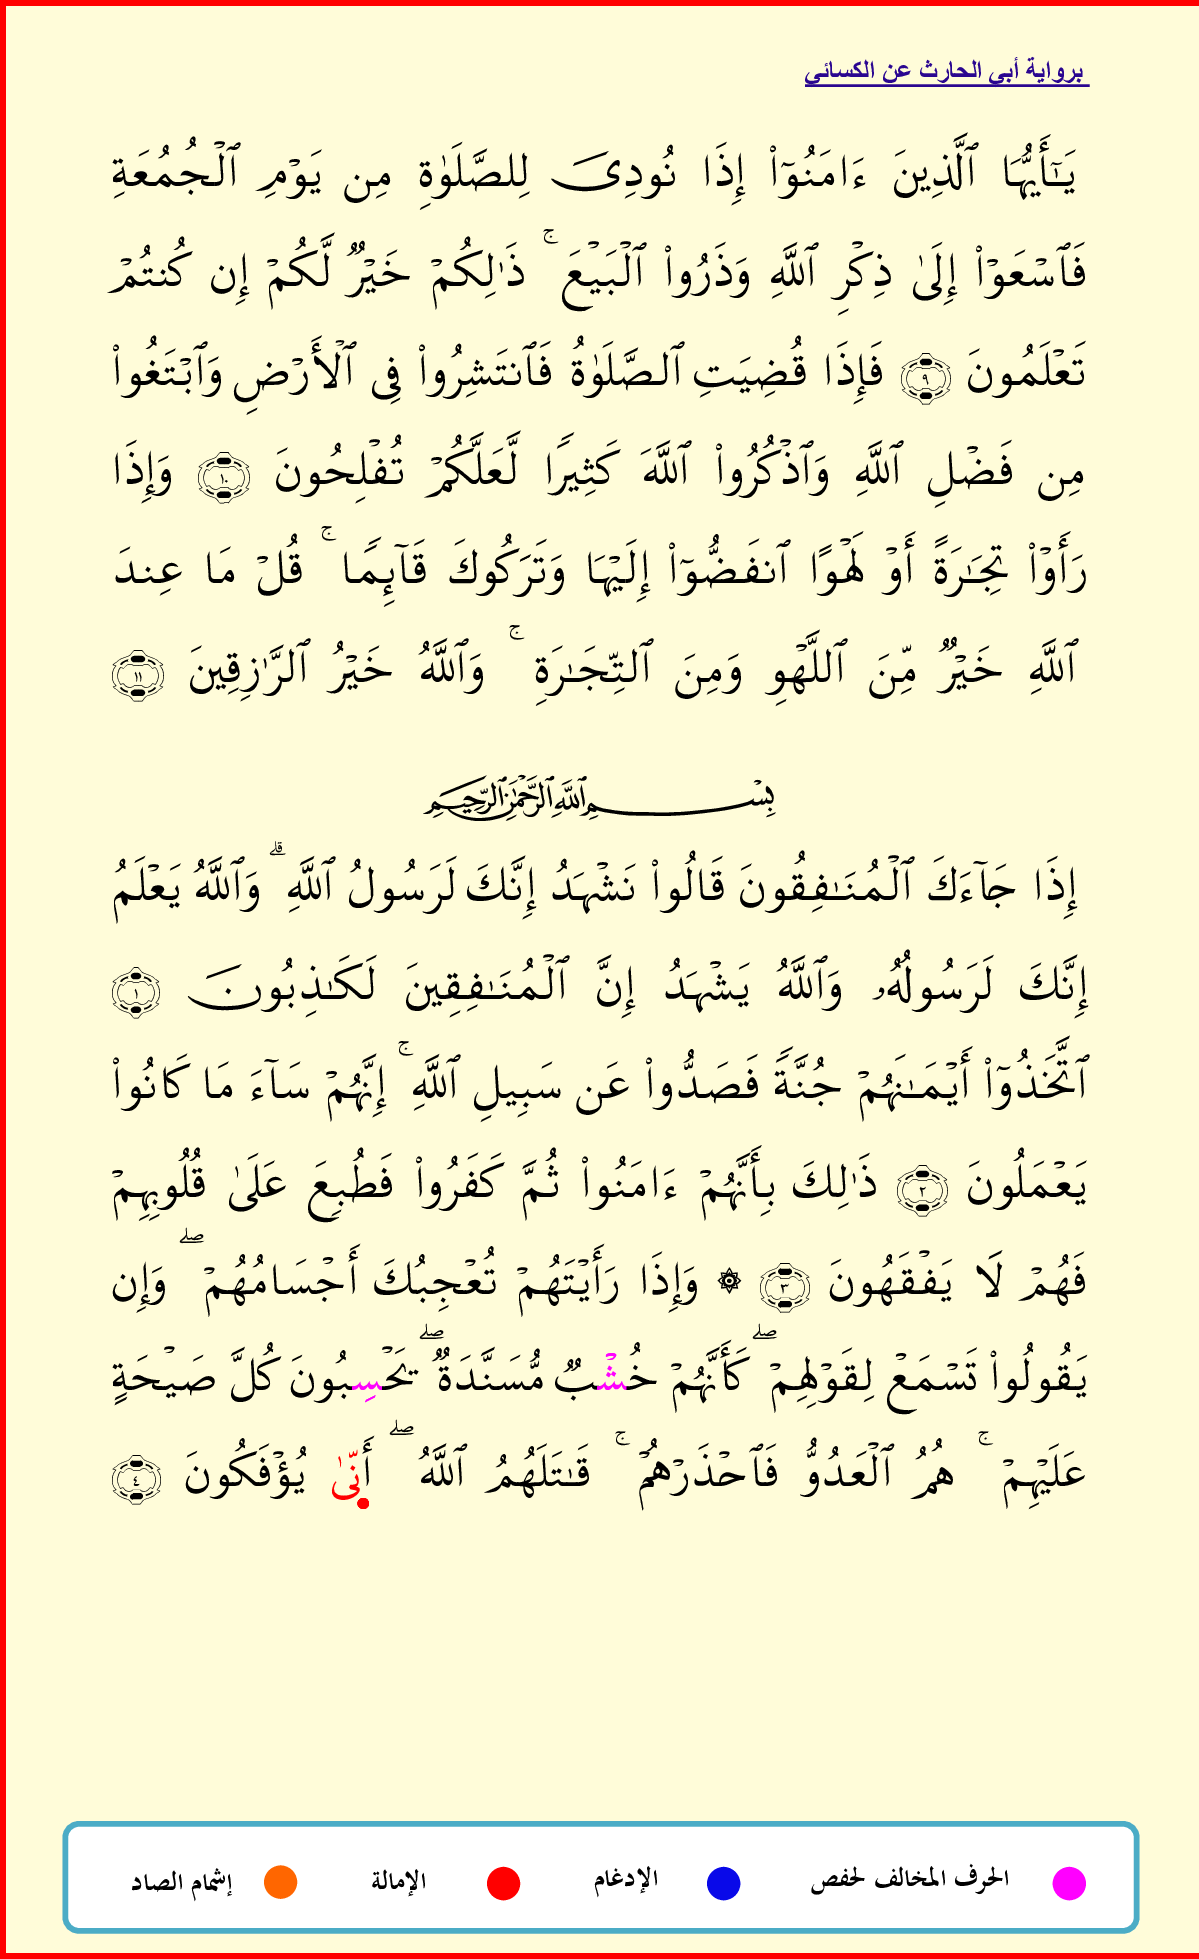 برواية أبي الحارث عن الكسائي
يَـٰٓأَيُّهَا ٱلَّذِينَ ءَامَنُوٓا۟ إِذَا نُودِىَ لِلصَّلَوٰةِ مِن يَوْمِ ٱلْجُمُعَةِ
فَٱسْعَوْا۟ إِلَىٰ ذِكْرِ ٱللَّهِ وَذَرُوا۟ ٱلْبَيْعَ ۚ ذَٰلِكُمْ خَيْرٌ لَّكُمْ إِن كُنتُمْ
تَعْلَمُونَ ٩ فَإِذَا قُضِيَتِ ٱلصَّلَوٰةُ فَٱنتَشِرُوا۟ فِى ٱلْأَرْضِ وَٱبْتَغُوا۟
مِن فَضْلِ ٱللَّهِ وَٱذْكُرُوا۟ ٱللَّهَ كَثِيرًا لَّعَلَّكُمْ تُفْلِحُونَ ١٠ وَإِذَا
رَأَوْا۟ تِجَـٰرَةً أَوْ لَهْوًا ٱنفَضُّوٓا۟ إِلَيْهَا وَتَرَكُوكَ قَآئِمًا ۚ قُلْ مَا عِندَ
ٱللَّهِ خَيْرٌ مِّنَ ٱللَّهْوِ وَمِنَ ٱلتِّجَـٰرَةِ ۚ وَٱللَّهُ خَيْرُ ٱلرَّٰزِقِينَ ١١
بِسْمِ ٱللَّهِ ٱلرَّحْمَـٰنِ ٱلرَّحِيمِ
إِذَا جَآءَكَ ٱلْمُنَـٰفِقُونَ قَالُوا۟ نَشْهَدُ إِنَّكَ لَرَسُولُ ٱللَّهِ ۗ وَٱللَّهُ يَعْلَمُ
إِنَّكَ لَرَسُولُهُۥ وَٱللَّهُ يَشْهَدُ إِنَّ ٱلْمُنَـٰفِقِينَ لَكَـٰذِبُونَ ١
ٱتَّخَذُوٓا۟ أَيْمَـٰنَهُمْ جُنَّةً فَصَدُّوا۟ عَن سَبِيلِ ٱللَّهِ ۚ إِنَّهُمْ سَآءَ مَا كَانُوا۟
يَعْمَلُونَ ٢ ذَٰلِكَ بِأَنَّهُمْ ءَامَنُوا۟ ثُمَّ كَفَرُوا۟ فَطُبِعَ عَلَىٰ قُلُوبِهِمْ
فَهُمْ لَا يَفْقَهُونَ ٣ ۞ وَإِذَا رَأَيْتَهُمْ تُعْجِبُكَ أَجْسَامُهُمْ ۖ وَإِن
يَقُولُوا۟ تَسْمَعْ لِقَوْلِهِمْ ۖ كَأَنَّهُمْ خُشْبٌ مُّسَنَّدَةٌ ۖ يَحْسِبُونَ كُلَّ صَيْحَةٍ
عَلَيْهِمْ ۚ هُمُ ٱلْعَدُوُّ فَٱحْذَرْهُمْ ۚ قَـٰتَلَهُمُ ٱللَّهُ ۖ أَنّىٰ يُؤْفَكُونَ ٤
الحرف المخالف لحفص الإدغام الإمالة إشمام الصاد